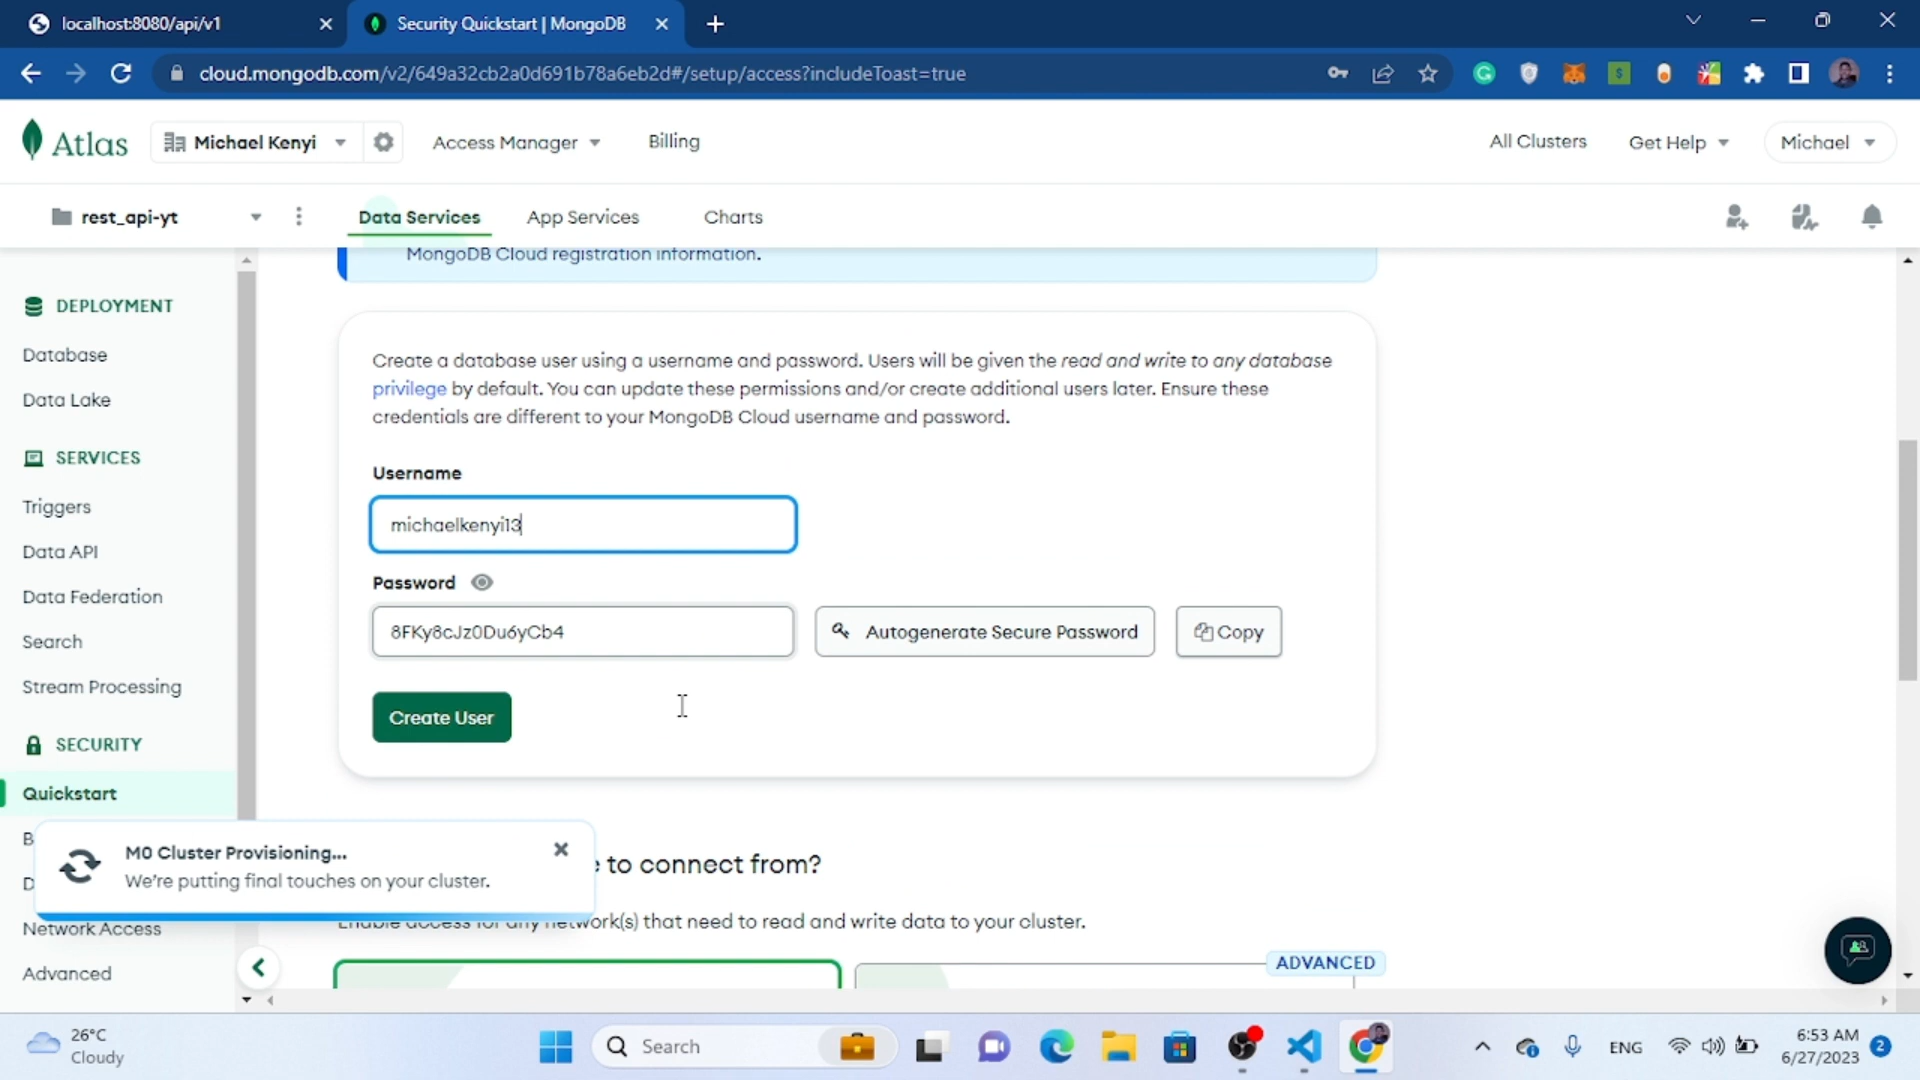 localhost:8080/api/v1
Security Quickstart | MongoDB
cloud.mongodb.com/v2/649a32cb2a0d691b78a6eb2d#/setup/access?includeToast=true
Atlas
Michael Kenyi
Access Manager
Billing
All Clusters
Get Help
Michael
rest_api-yt
Data Services
App Services
Charts
MongoDB Cloud registration information.
DEPLOYMENT
Database
Data Lake
SERVICES
Triggers
Data API
Data Federation
Search
Stream Processing
SECURITY
Quickstart
B
D
Network Access
Advanced
Create a database user using a username and password. Users will be given the read and write to any database
privilege by default. You can update these permissions and/or create additional users later. Ensure these
credentials are different to your MongoDB Cloud username and password.
Username
michaelkenyi13
Password
8FKy8cJz0Du6yCb4
Autogenerate Secure Password
Copy
Create User
M0 Cluster Provisioning...
We're putting final touches on your cluster.
to connect from?
Enable access for any network(s) that need to read and write data to your cluster.
ADVANCED
26°C
Cloudy
Search
ENG
6:53 AM
6/27/2023
2